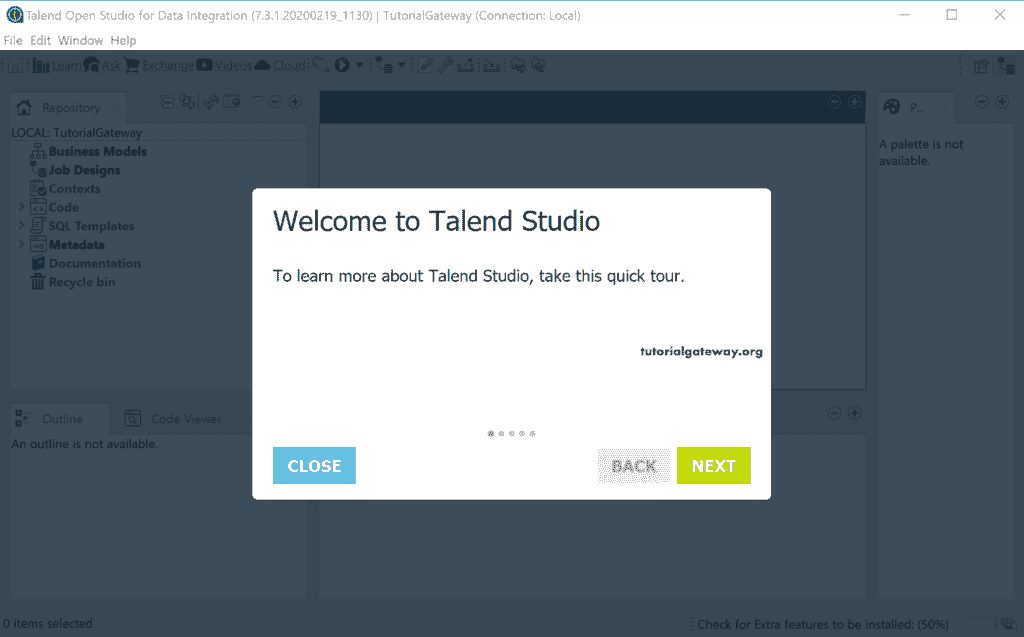 Talend Open Studio for Data Integration (7.3.1.20200219_1130) | TutorialGateway (Connection: Local)
File Edit Window Help
Learn Ask Exchange Videos Cloud
Repository
P...
LOCAL: TutorialGateway
A palette is not
available.
Business Models
Job Designs
Contexts
Code
SQL Templates
Metadata
Documentation
Recycle bin
Welcome to Talend Studio
To learn more about Talend Studio, take this quick tour.
tutorialgateway.org
Outline Code Viewer
An outline is not available.
CLOSE BACK NEXT
0 items selected
Check for Extra features to be installed: (50%)